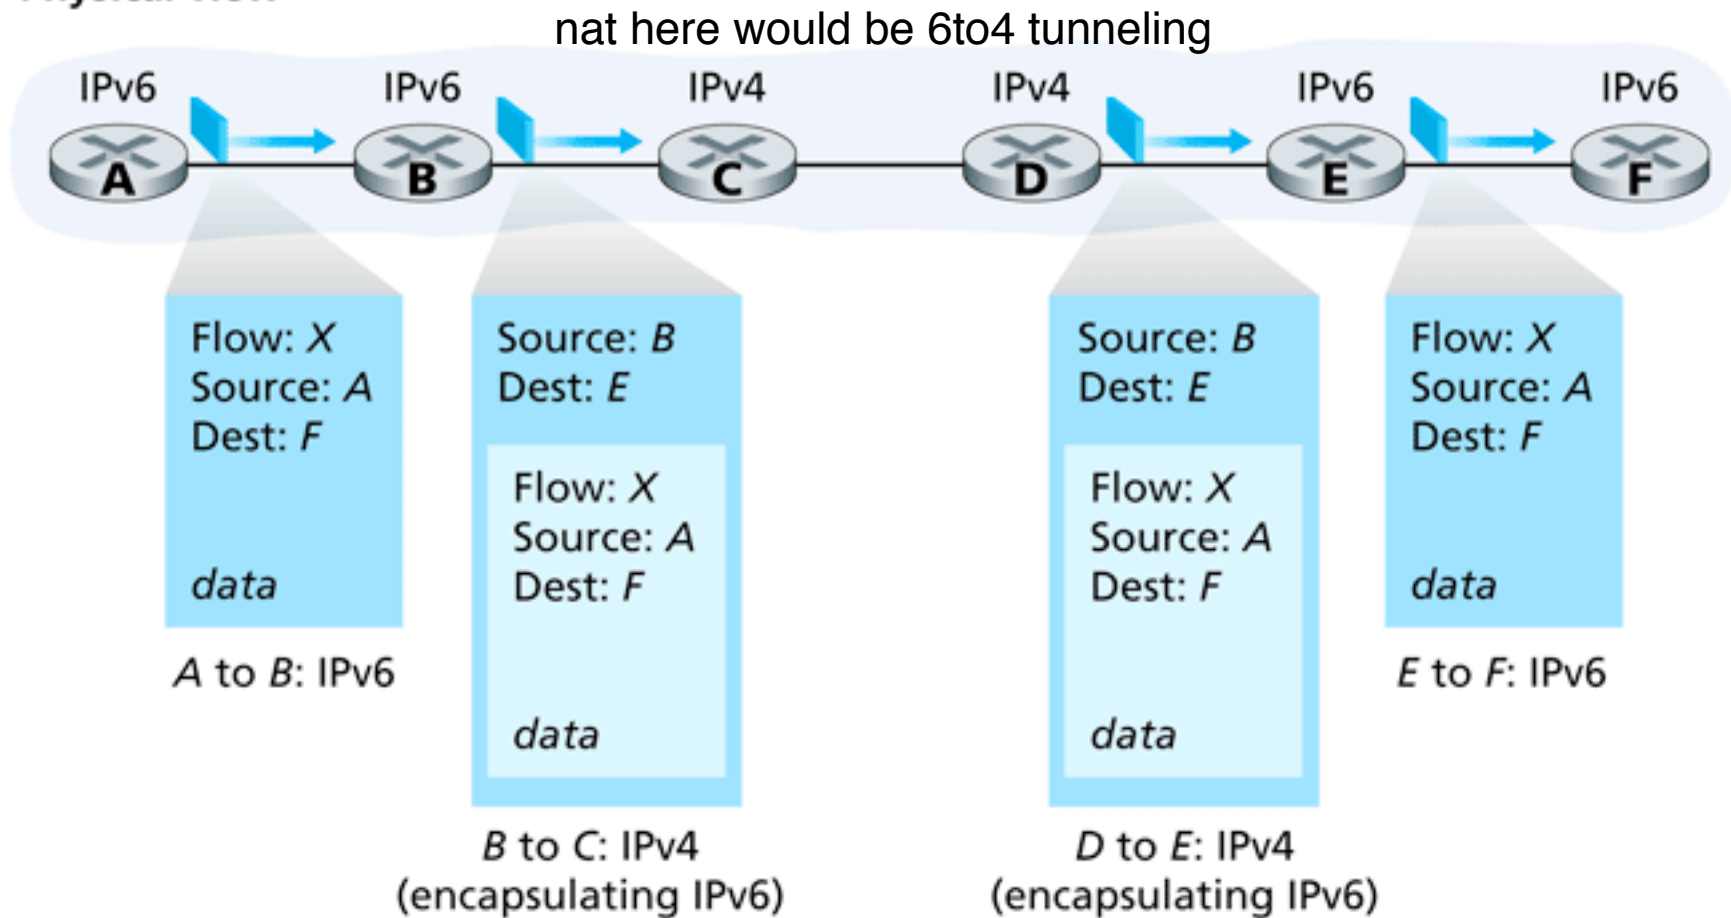 nat here would be 6to4 tunneling
IPv6
IPv6
IPv4
IPv4
IPv6
IPv6
A
B
C
D
E
F
Flow: X
Source: A
Dest: F
data
A to B: IPv6
Source: B
Dest: E
Flow: X
Source: A
Dest: F
data
B to C: IPv4
(encapsulating IPv6)
Source: B
Dest: E
Flow: X
Source: A
Dest: F
data
D to E: IPv4
(encapsulating IPv6)
Flow: X
Source: A
Dest: F
data
E to F: IPv6